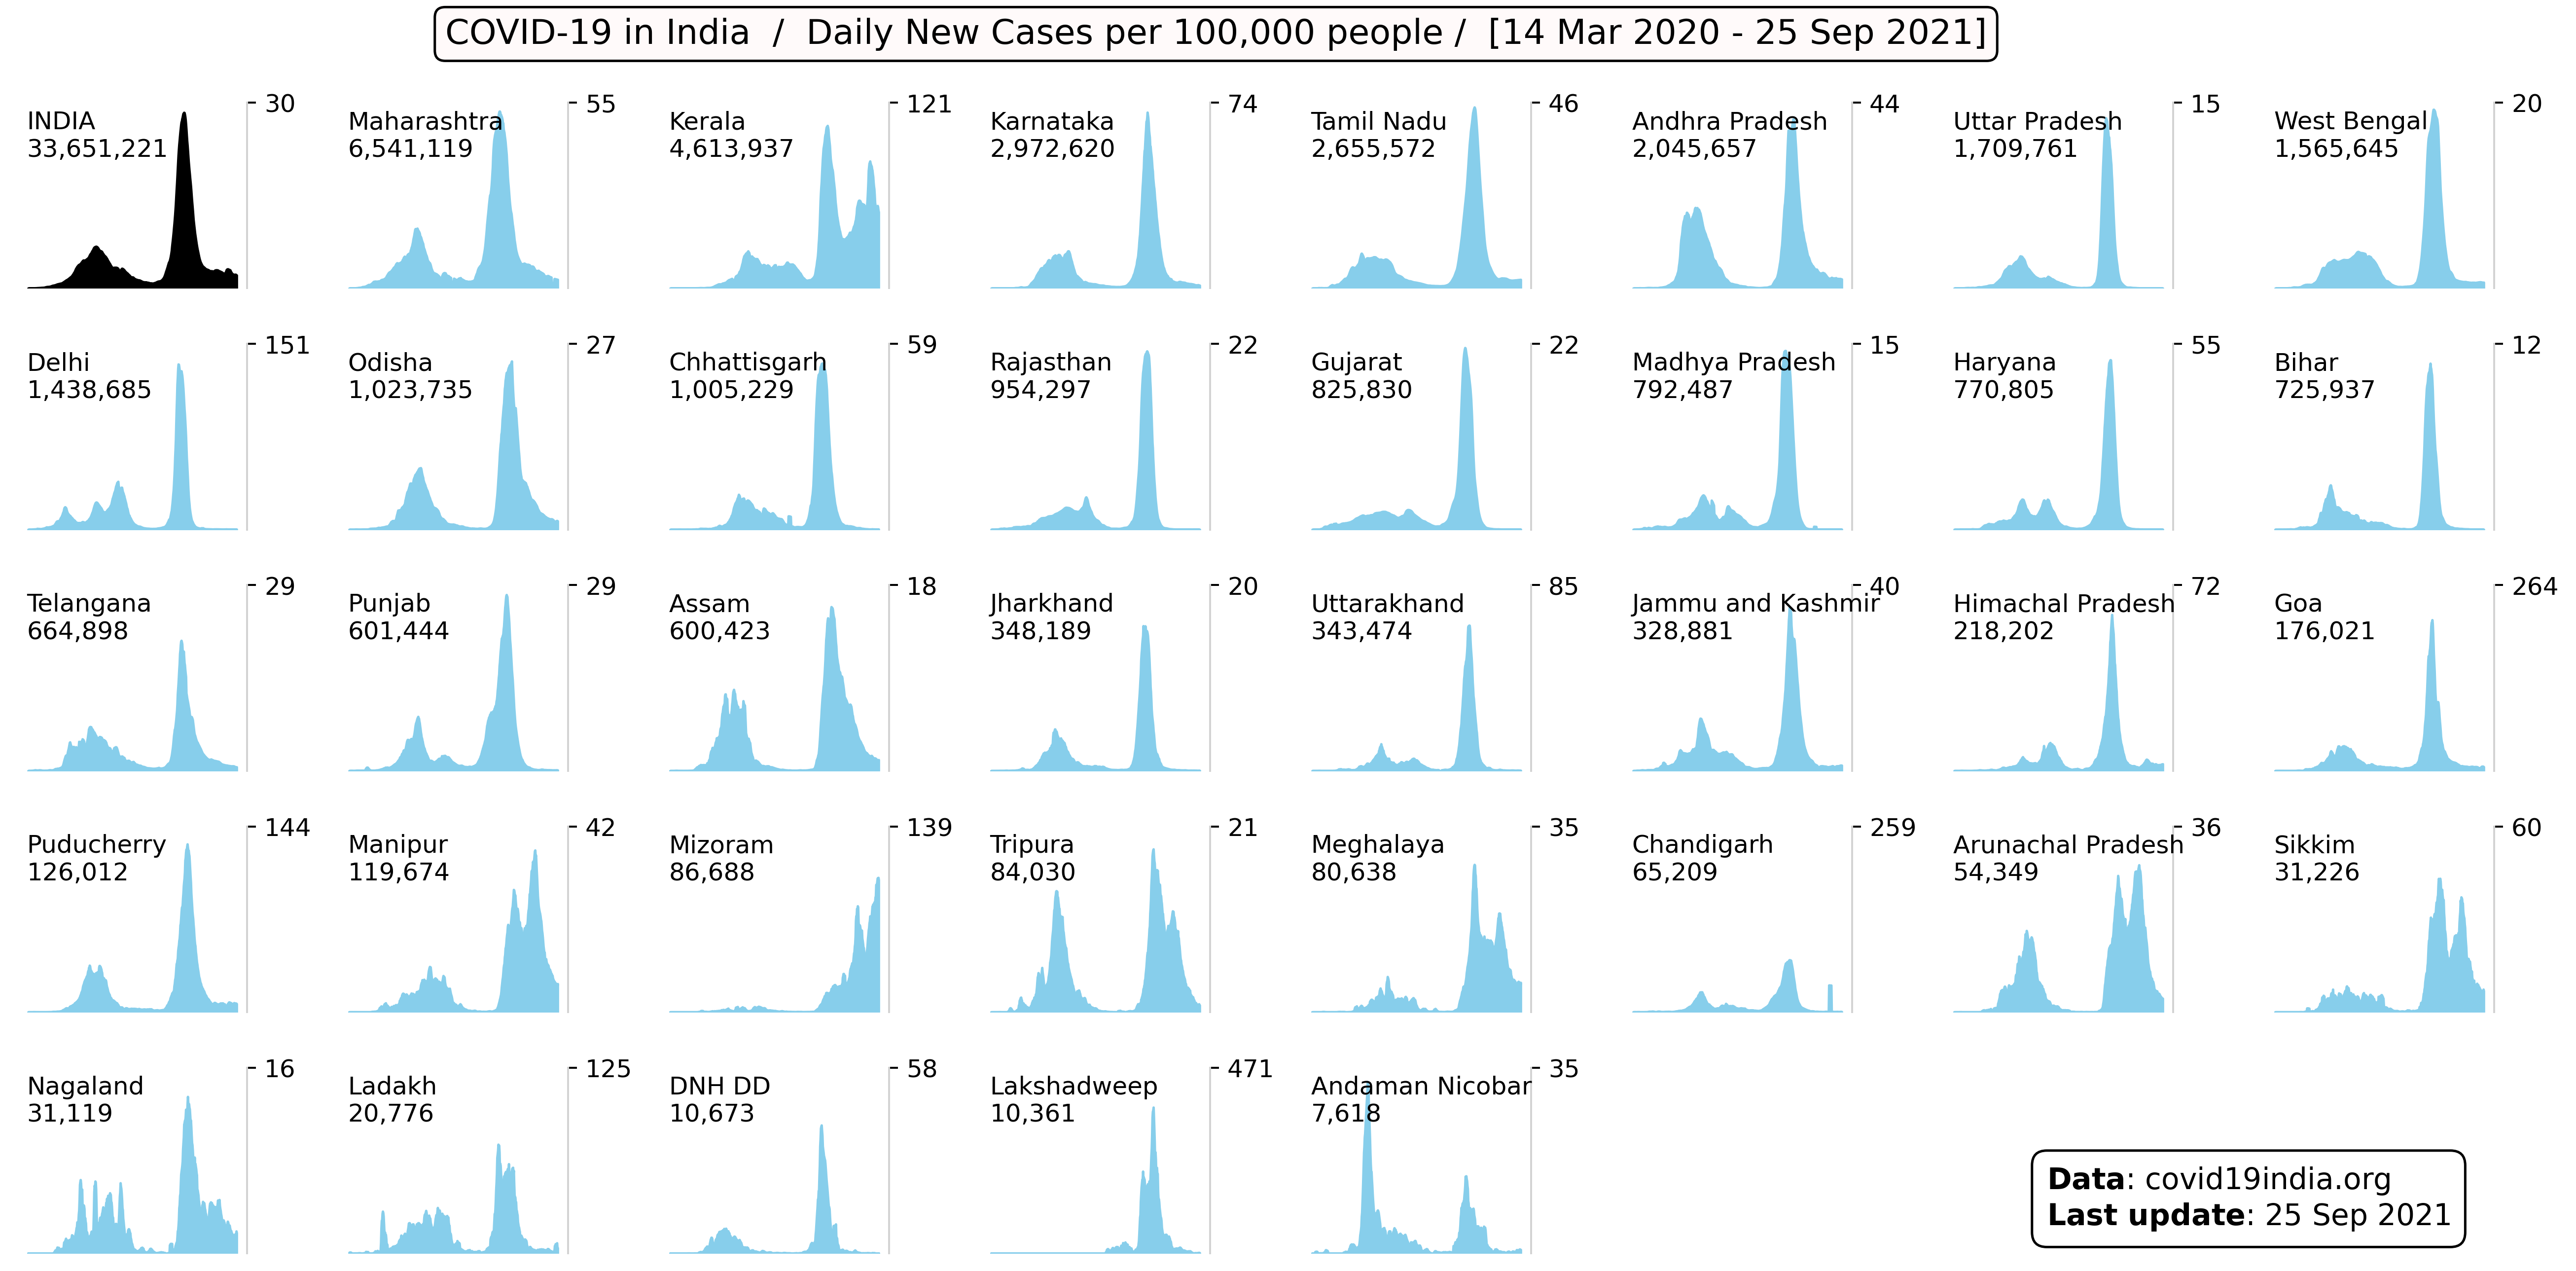 COVID-19 in India / Daily New Cases per 100,000 people / [14 Mar 2020 - 25 Sep 2021]
INDIA
33,651,221
30
Maharashtra
6,541,119
55
Kerala
4,613,937
121
Karnataka
2,972,620
74
Tamil Nadu
2,655,572
46
Andhra Pradesh
2,045,657
44
Uttar Pradesh
1,709,761
15
West Bengal
1,565,645
20
Delhi
1,438,685
151
Odisha
1,023,735
27
Chhattisgarh
1,005,229
59
Rajasthan
954,297
22
Gujarat
825,830
22
Madhya Pradesh
792,487
15
Haryana
770,805
55
Bihar
725,937
12
Telangana
664,898
29
Punjab
601,444
29
Assam
600,423
18
Jharkhand
348,189
20
Uttarakhand
343,474
85
Jammu and Kashmir
328,881
40
Himachal Pradesh
218,202
72
Goa
176,021
264
Puducherry
126,012
144
Manipur
119,674
42
Mizoram
86,688
139
Tripura
84,030
21
Meghalaya
80,638
35
Chandigarh
65,209
259
Arunachal Pradesh
54,349
36
Sikkim
31,226
60
Nagaland
31,119
16
Ladakh
20,776
125
DNH DD
10,673
58
Lakshadweep
10,361
471
Andaman Nicobar
7,618
35
Data: covid19india.org
Last update: 25 Sep 2021